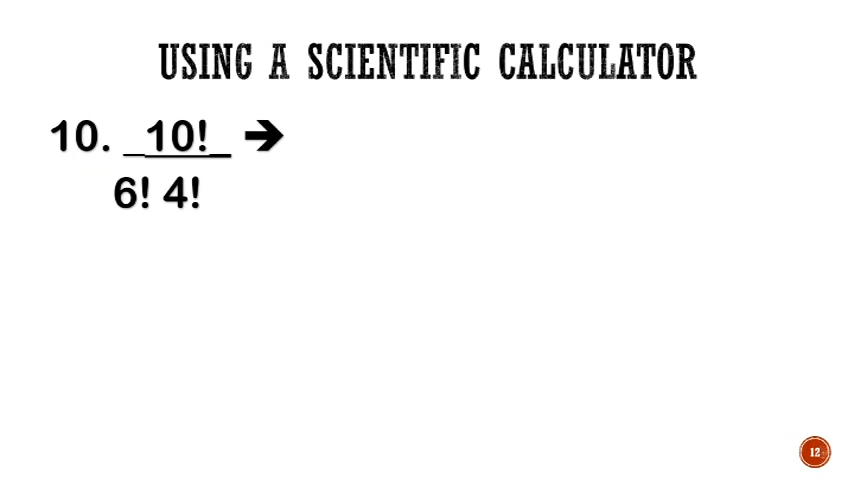 USING A SCIENTIFIC CALCULATOR
10. _10!_ ➔
6! 4!
12